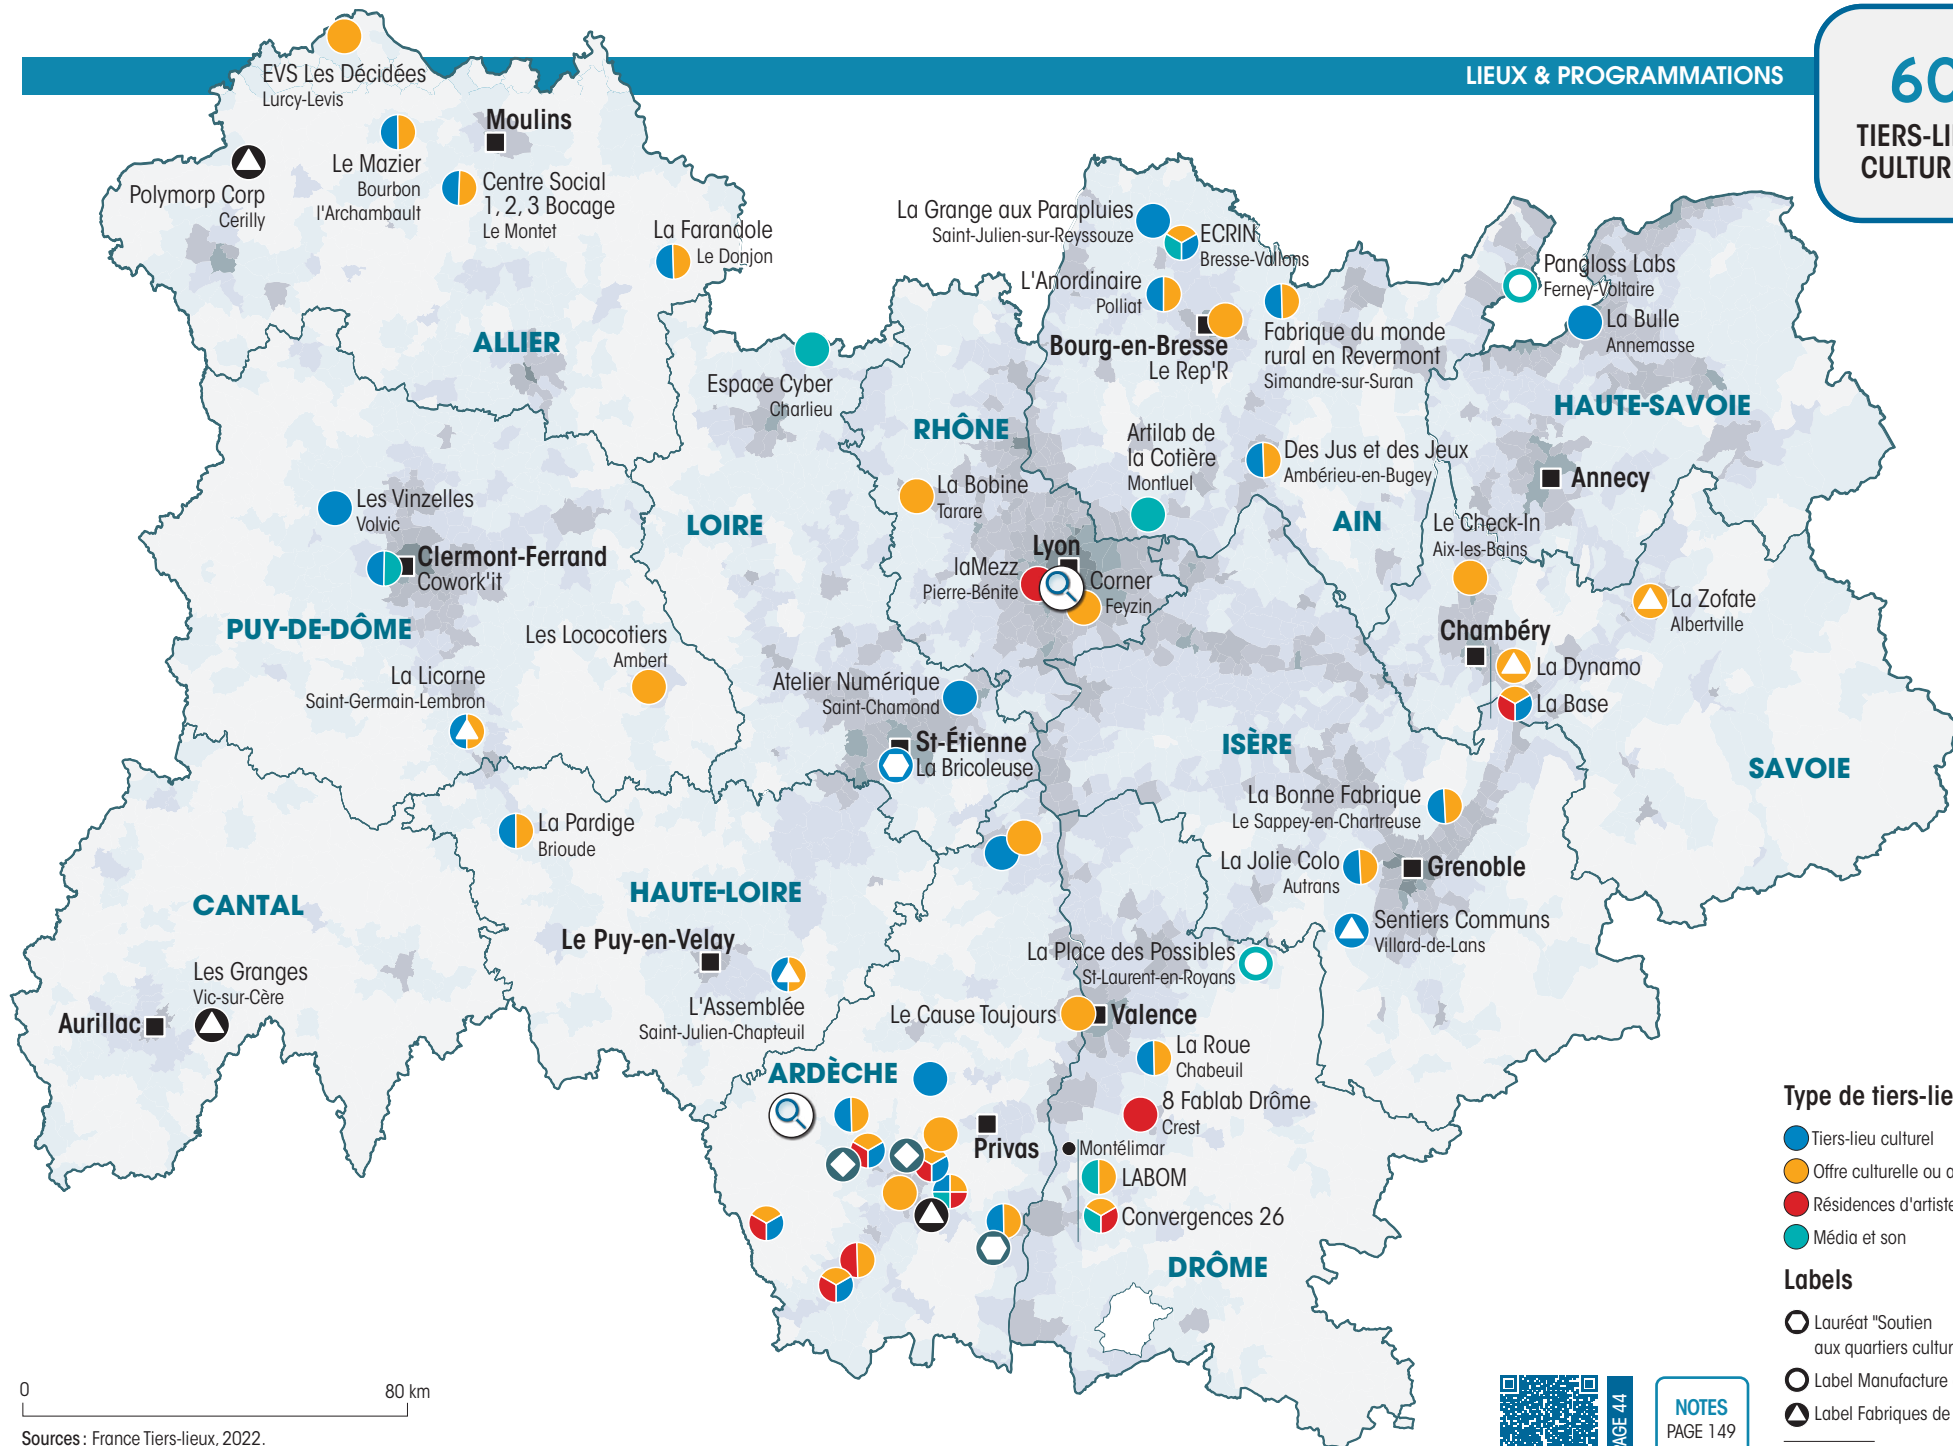 LIEUX & PROGRAMMATIONS
60
TIERS-LIE
CULTUR
EVS Les Décidées
Lurcy-Levis
Moulins
Le Mazier
Bourbon
l'Archambault
Polymorp Corp
Cerilly
Centre Social
1, 2, 3 Bocage
Le Montet
La Farandole
Le Donjon
ALLIER
La Grange aux Parapluies
Saint-Julien-sur-Reyssouze
ECRIN
Bresse-Vallons
L'Anordinaire
Polliat
Bourg-en-Bresse
Le Rep'R
Fabrique du monde
rural en Revermont
Simandre-sur-Suran
Pangloss Labs
Ferney-Voltaire
La Bulle
Annemasse
HAUTE-SAVOIE
Annecy
Espace Cyber
Charlieu
RHÔNE
Artilab de
la Cotière
Montluel
Des Jus et des Jeux
Ambérieu-en-Bugey
AIN
La Bobine
Tarare
LOIRE
Les Vinzelles
Volvic
Clermont-Ferrand
Cowork'it
PUY-DE-DÔME
Lyon
laMezz
Pierre-Bénite
Corner
Feyzin
Le Check-In
Aix-les-Bains
La Zofate
Albertville
Chambéry
La Dynamo
La Base
Les Lococotiers
Ambert
La Licorne
Saint-Germain-Lembron
Atelier Numérique
Saint-Chamond
St-Étienne
La Bricoleuse
ISÈRE
SAVOIE
La Bonne Fabrique
Le Sappey-en-Chartreuse
La Jolie Colo
Autrans
Grenoble
Sentiers Communs
Villard-de-Lans
La Pardige
Brioude
HAUTE-LOIRE
CANTAL
Le Puy-en-Velay
Les Granges
Vic-sur-Cère
Aurillac
L'Assemblée
Saint-Julien-Chapteuil
La Place des Possibles
St-Laurent-en-Royans
Le Cause Toujours
Valence
La Roue
Chabeuil
ARDÈCHE
8 Fablab Drôme
Crest
Privas
Montélimar
LABOM
Convergences 26
DRÔME
Type de tiers-lie
Tiers-lieu culturel
Offre culturelle ou a
Résidences d'artiste
Média et son
Labels
Lauréat "Soutien
aux quartiers cultur
Label Manufacture
Label Fabriques de
0
80 km
Sources : France Tiers-lieux, 2022.
AGE 44
NOTES
PAGE 149